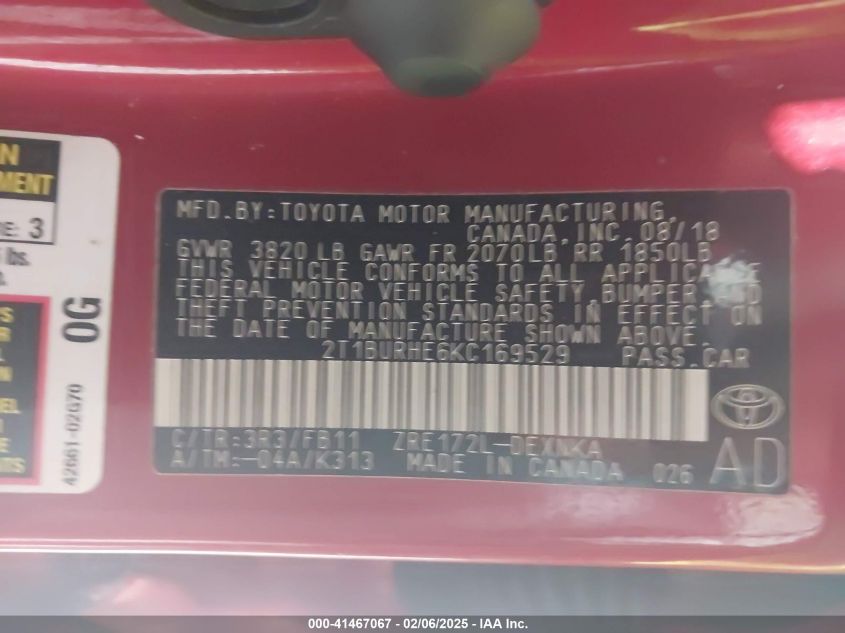 N
MENT
E: 3
lbs.
42661-02G70
0G
MFD.BY:TOYOTA MOTOR MANUFACTURING,
CANADA, INC. 08/18
GVWR 3820 LB GAWR FR 2070LB RR 1850LB
THIS VEHICLE CONFORMS TO ALL APPLICABLE
FEDERAL MOTOR VEHICLE SAFETY, BUMPER, AND
THEFT PREVENTION STANDARDS IN EFFECT ON
THE DATE OF MANUFACTURE SHOWN ABOVE.
2T1BURHE6KC169529 PASS.CAR
C/TR:3R3/FB11 ZRE172L-DEXNKA
A/TM:-04A/K313 MADE IN CANADA 026
AD
000-41467067 - 02/06/2025 - IAA Inc.